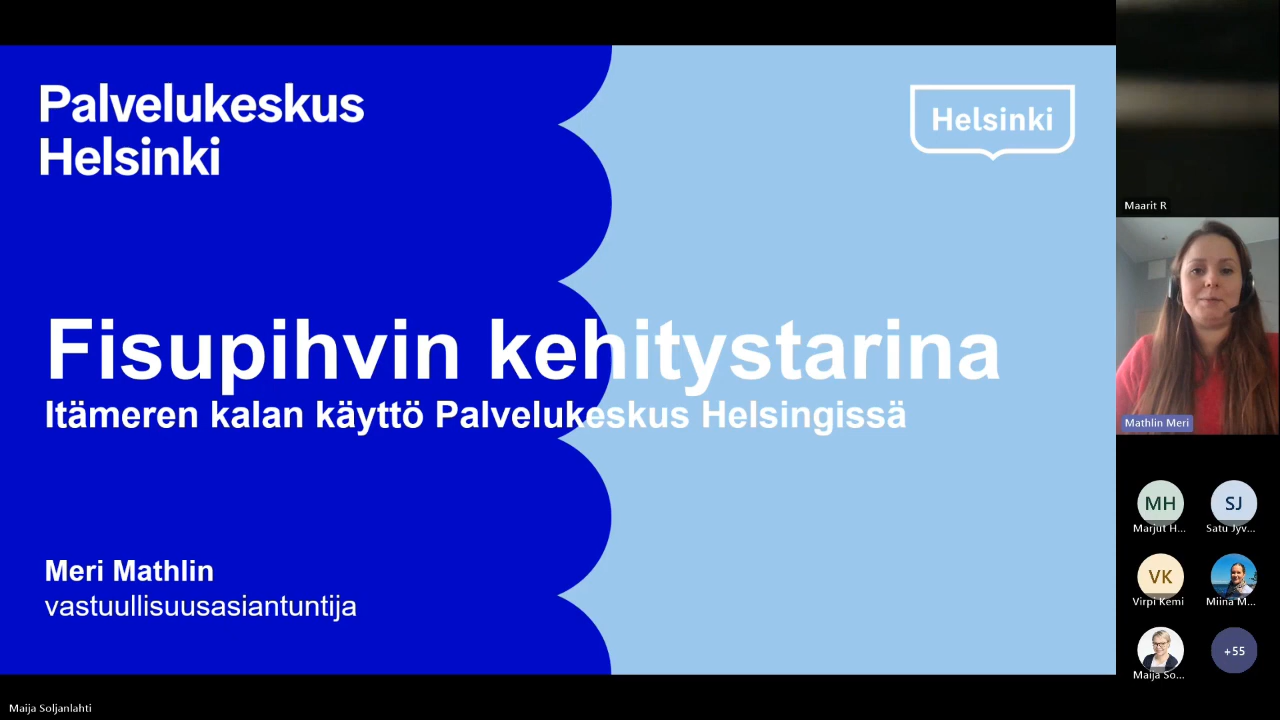 Palvelukeskus
Helsinki
Helsinki
Fisupihvin kehitystarina
Itämeren kalan käyttö Palvelukeskus Helsingissä
Meri Mathlin
vastuullisuusasiantuntija
Maarit R
Mathlin Meri
MH
Marjut H...
SJ
Satu Jyv...
VK
Virpi Kemi
Miina M...
Maija So...
+55
Maija Soljanlahti